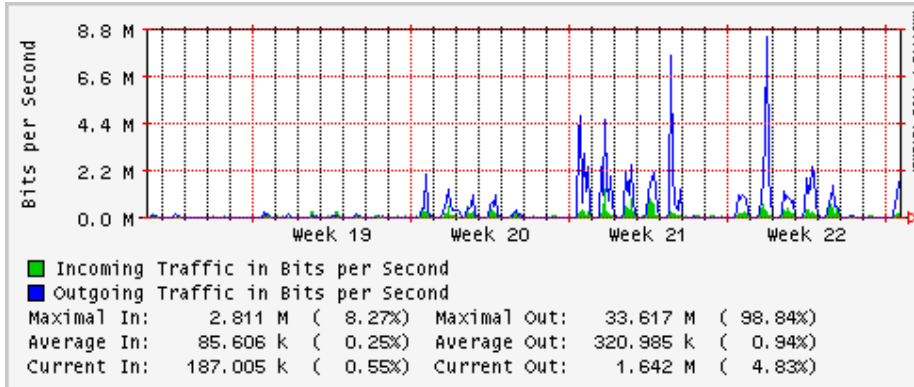 Bits per Second
8.8 M
6.6 M
4.4 M
2.2 M
0.0 M
Week 19 Week 20 Week 21 Week 22
Incoming Traffic in Bits per Second
Outgoing Traffic in Bits per Second
Maximal In: 2.811 M ( 8.27%) Maximal Out: 33.617 M ( 98.84%)
Average In: 85.606 k ( 0.25%) Average Out: 320.985 k ( 0.94%)
Current In: 187.005 k ( 0.55%) Current Out: 1.642 M ( 4.83%)